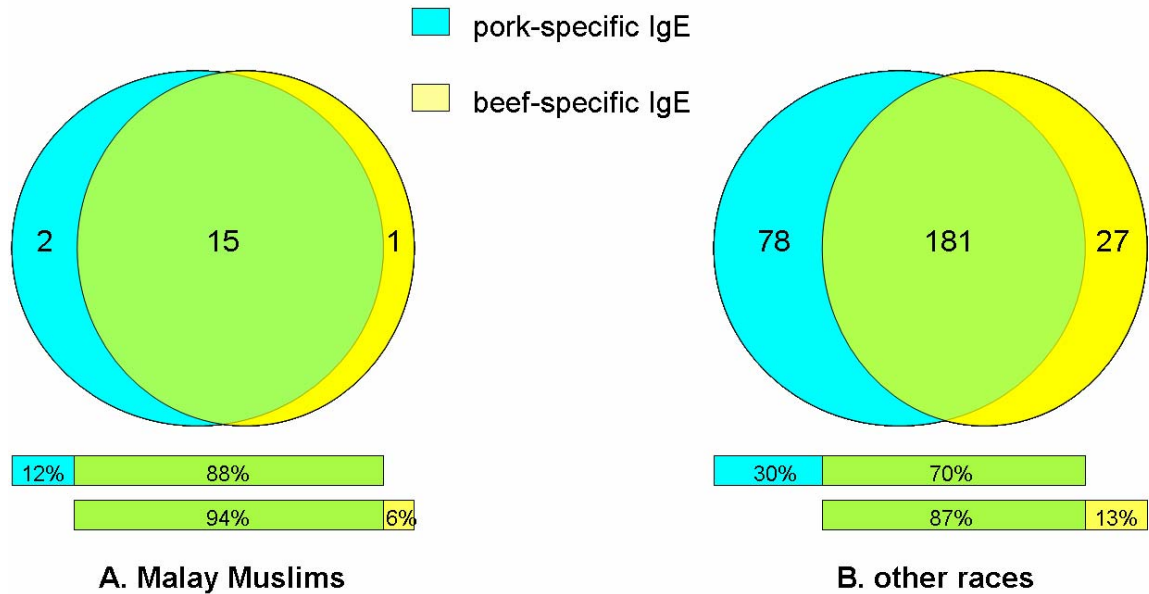 pork-specific IgE
beef-specific IgE
2 15 1
78 181 27
12% 88%
94% 6%
30% 70%
87% 13%
A. Malay Muslims
B. other races